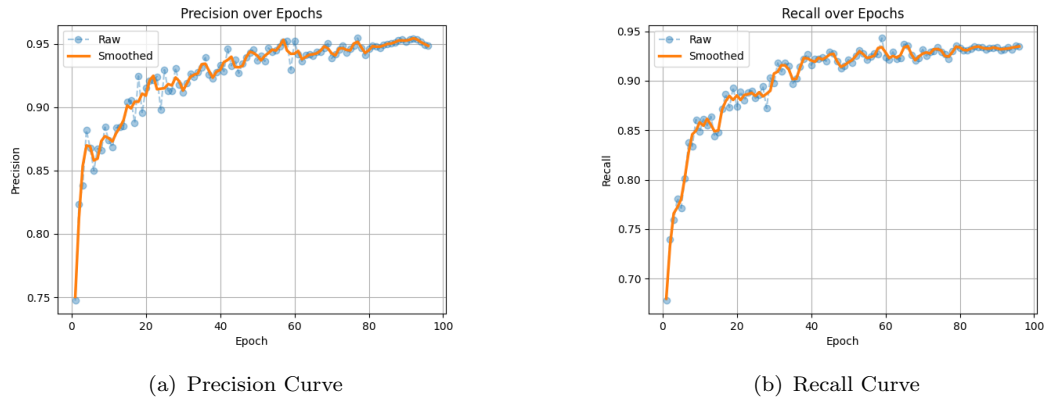 Precision over Epochs
Raw
Smoothed
0.95
0.90
0.85
0.80
0.75
Precision
0 20 40 60 80 100
Epoch
(a) Precision Curve
Recall over Epochs
Raw
Smoothed
0.95
0.90
0.85
0.80
0.75
0.70
Recall
0 20 40 60 80 100
Epoch
(b) Recall Curve